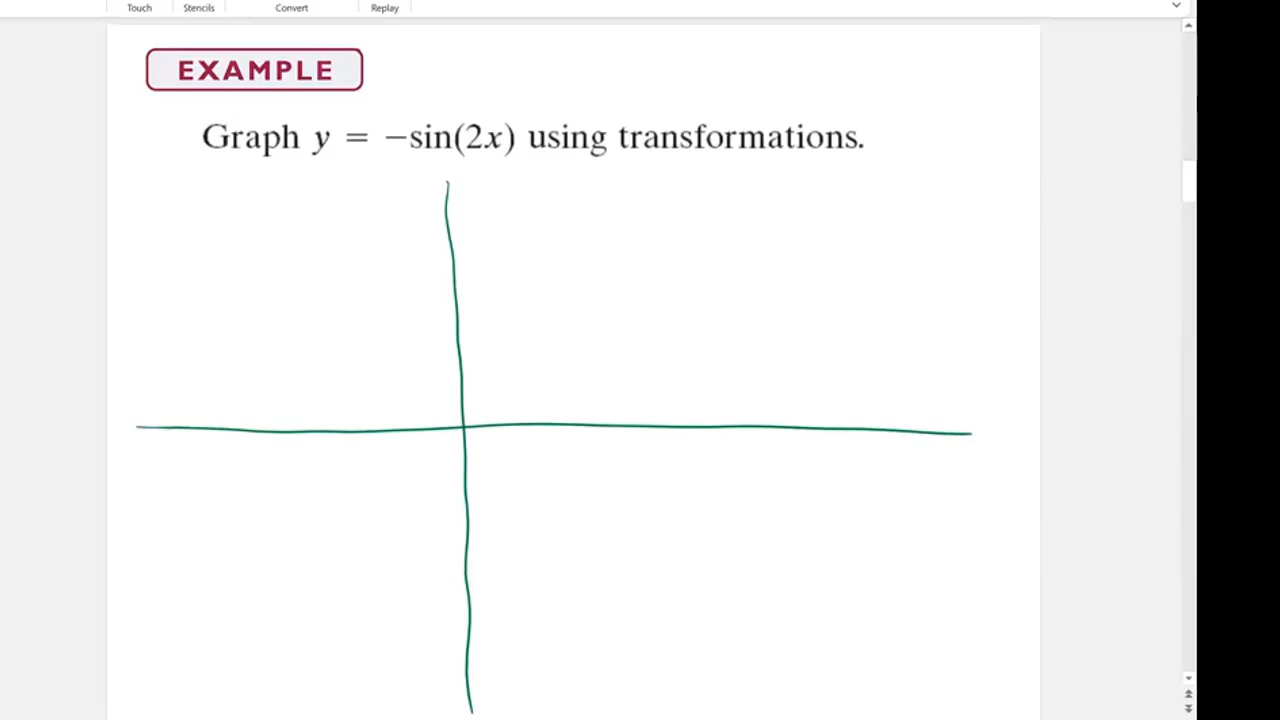 Touch Stencils Convert Replay
EXAMPLE
Graph y = −sin(2x) using transformations.